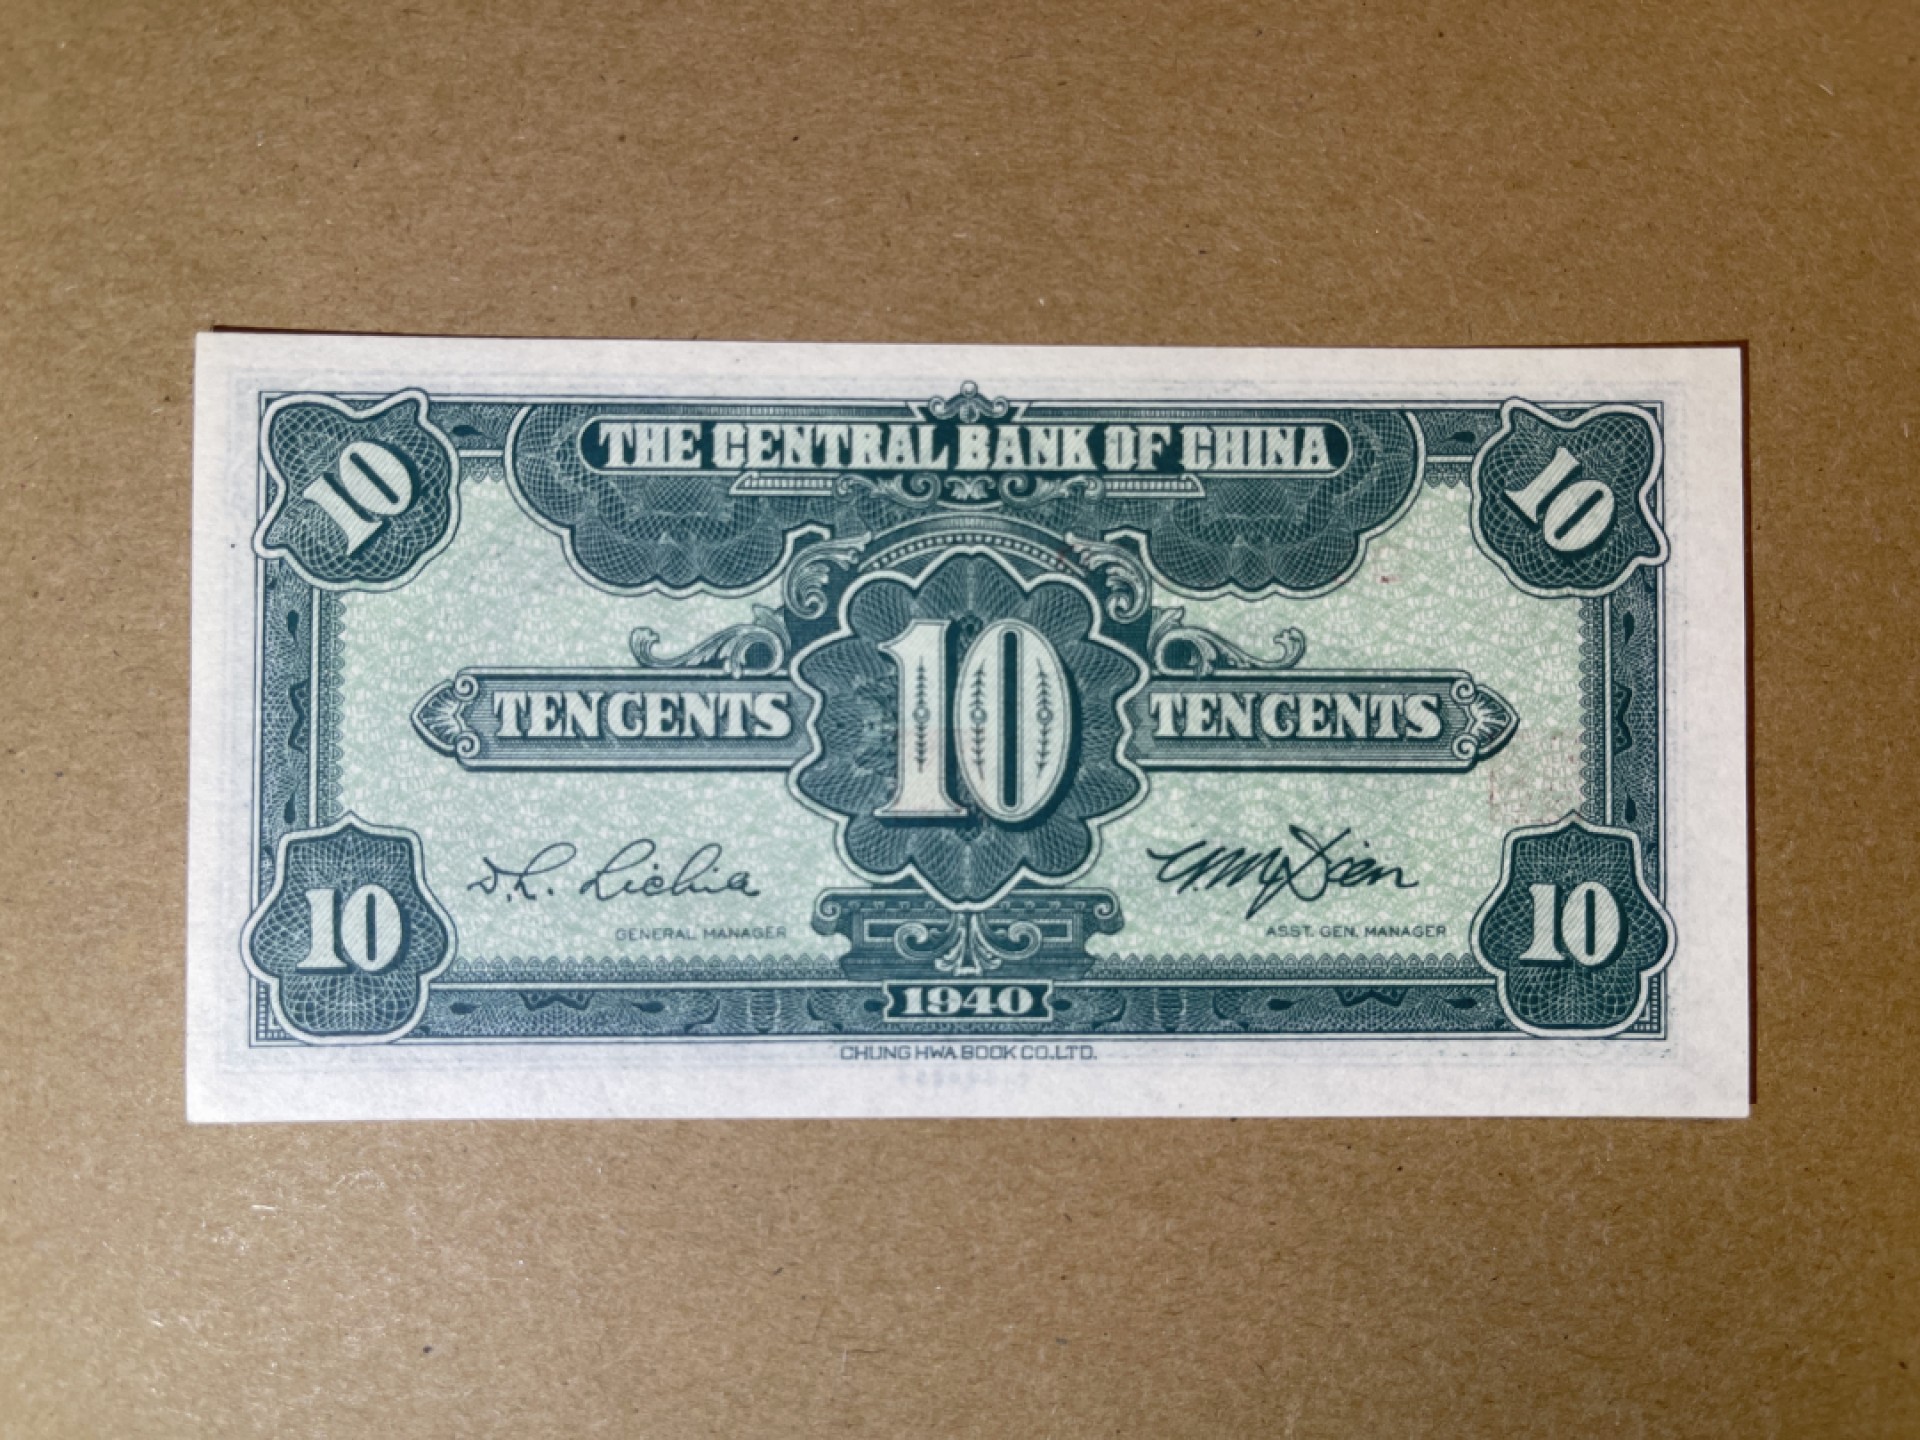 THE CENTRAL BANK OF CHINA
10 10
TEN CENTS 10 TEN CENTS
D. L. Lichia
GENERAL MANAGER ASST. GEN. MANAGER
10 10
1940
CHUNG HWA BOOK CO. LTD.